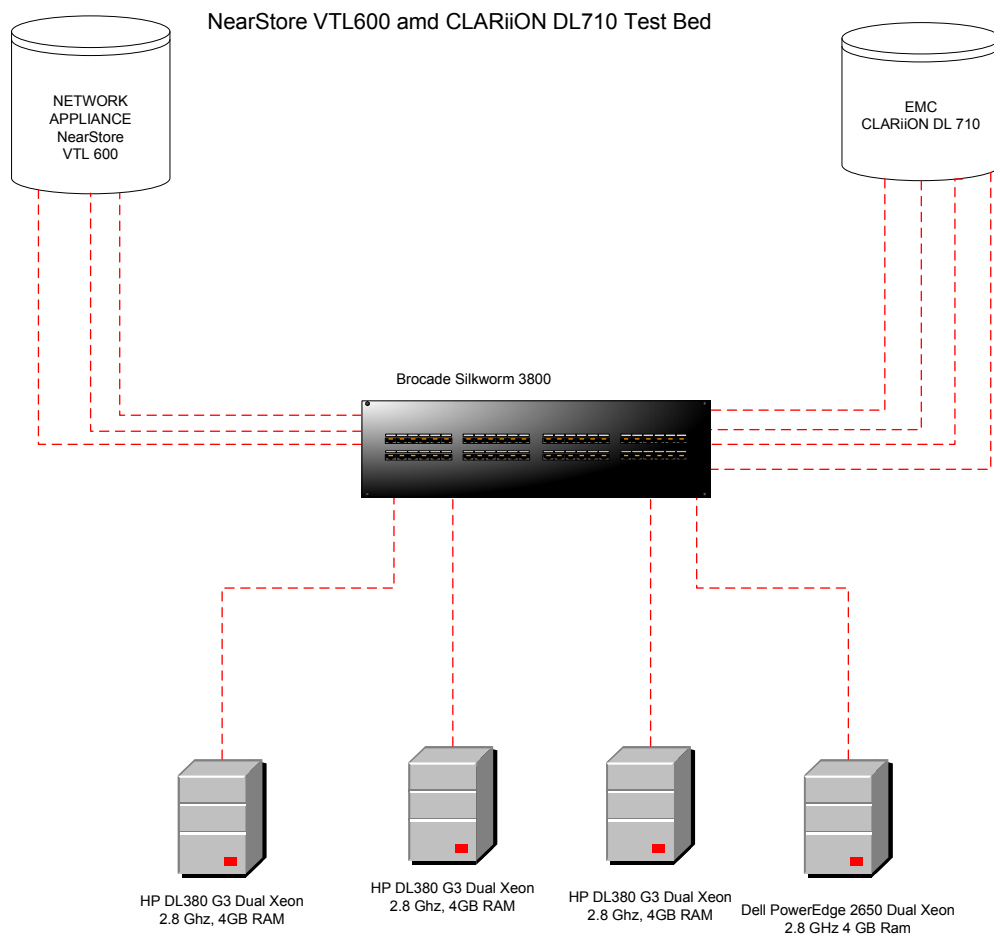 NearStore VTL600 amd CLARiiON DL710 Test Bed
NETWORK
APPLIANCE
NearStore
VTL 600
EMC
CLARiiON DL 710
Brocade Silkworm 3800
HP DL380 G3 Dual Xeon
2.8 Ghz, 4GB RAM
HP DL380 G3 Dual Xeon
2.8 Ghz, 4GB RAM
HP DL380 G3 Dual Xeon
2.8 Ghz, 4GB RAM
Dell PowerEdge 2650 Dual Xeon
2.8 GHz 4 GB Ram